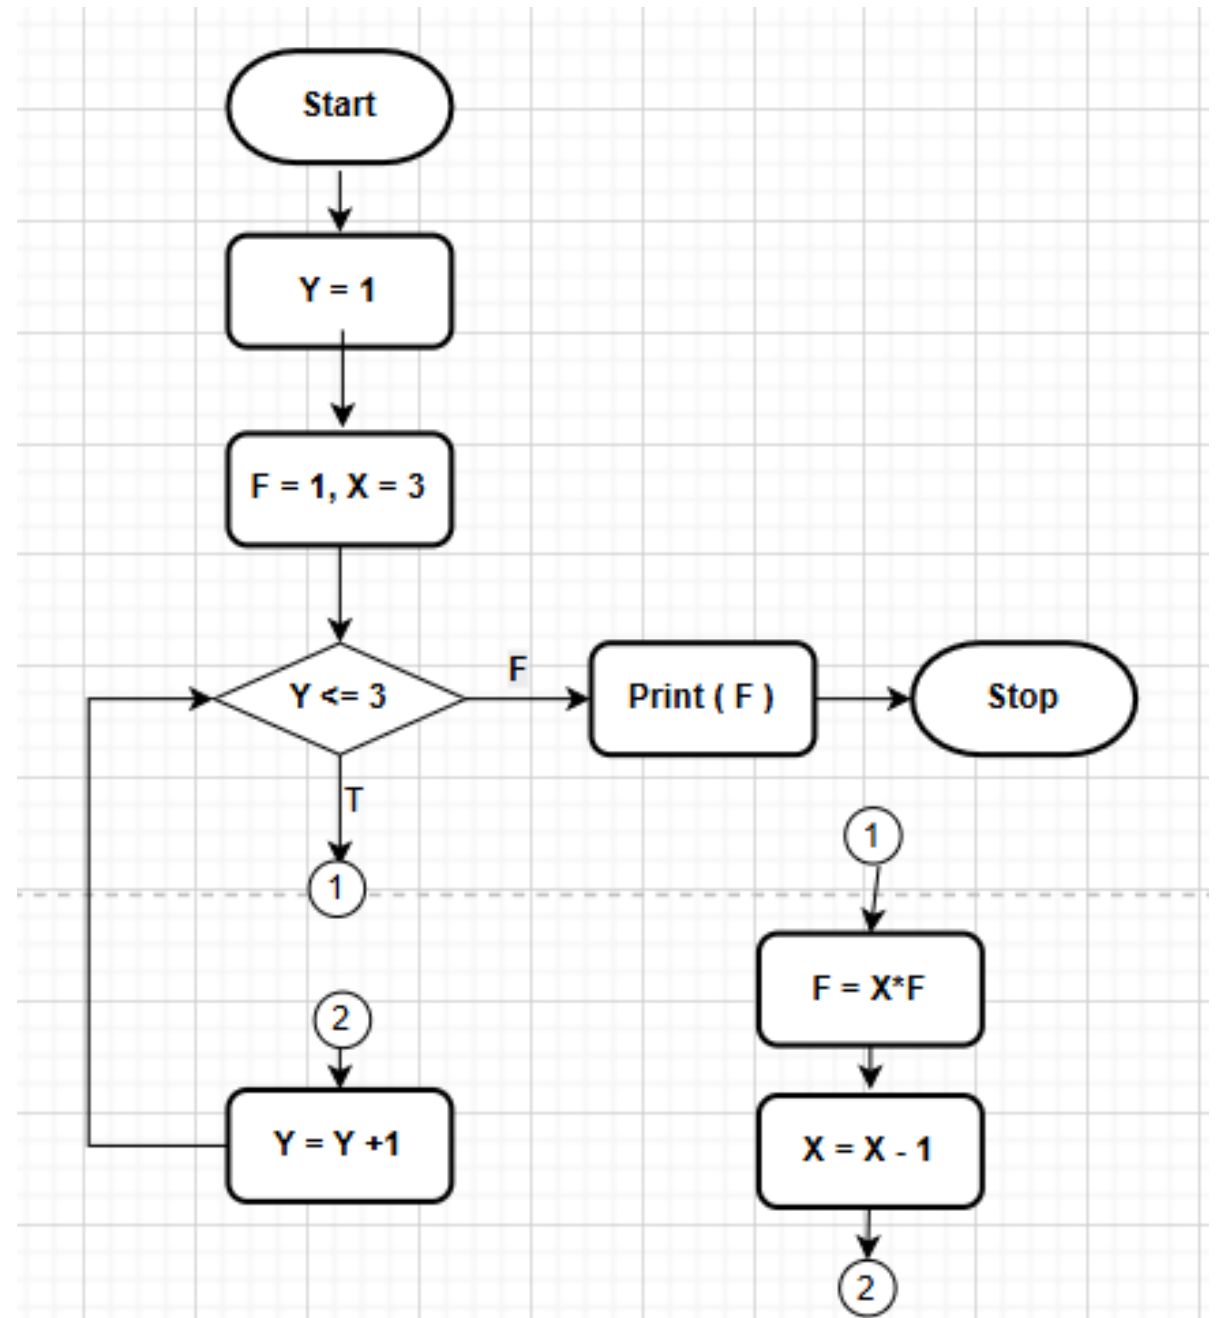 Start
Y = 1
F = 1, X = 3
Y <= 3
F
Print ( F )
Stop
T
1
1
F = X*F
2
Y = Y +1
X = X - 1
2